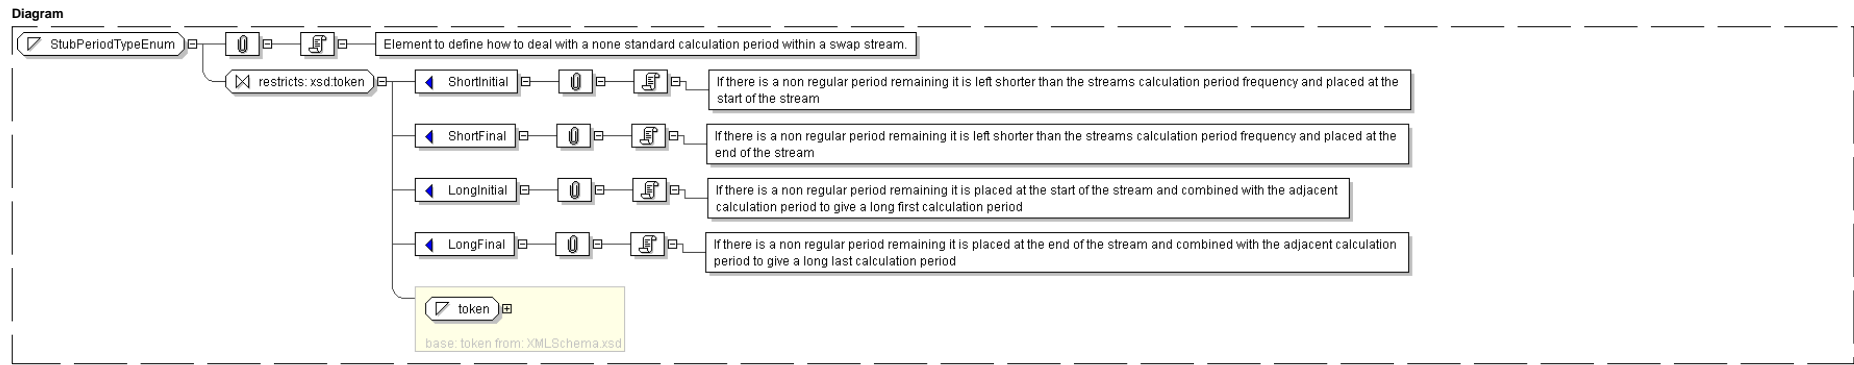 Diagram
StubPeriodTypeEnum
Element to define how to deal with a none standard calculation period within a swap stream.
restricts: xsd:token
ShortInitial
If there is a non regular period remaining it is left shorter than the streams calculation period frequency and placed at the
start of the stream
ShortFinal
If there is a non regular period remaining it is left shorter than the streams calculation period frequency and placed at the
end of the stream
LongInitial
If there is a non regular period remaining it is placed at the start of the stream and combined with the adjacent
calculation period to give a long first calculation period
LongFinal
If there is a non regular period remaining it is placed at the end of the stream and combined with the adjacent calculation
period to give a long last calculation period
token
base: token from: XMLSchema.xsd